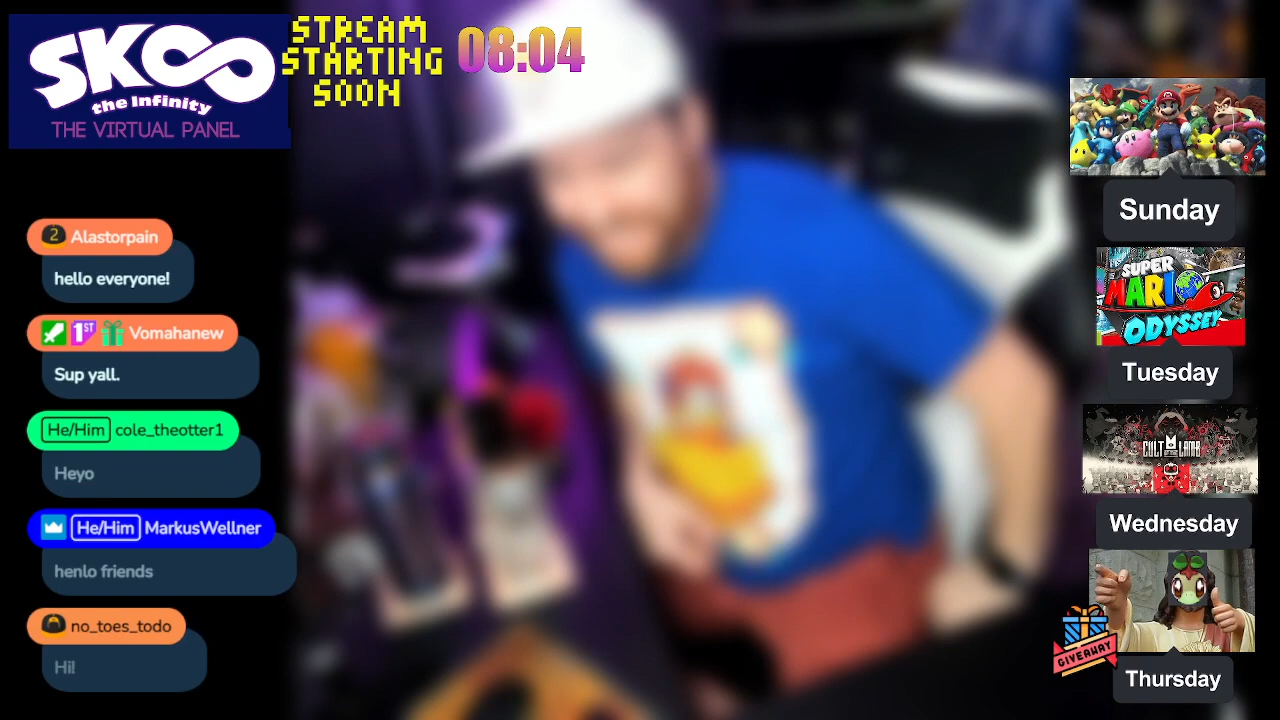 SKOO
the Infinity
THE VIRTUAL PANEL
STREAM
STARTING
SOON
08:04
2 Alastorpain
hello everyone!
1ST Vomahanew
Sup yall.
He/Him cole_theotter1
Heyo
He/Him MarkusWellner
henlo friends
no_toes_todo
Hi!
Sunday
SUPER
MARIO
ODYSSEY
Tuesday
CULT OF THE LAMB
Wednesday
GIVEAWAY
Thursday